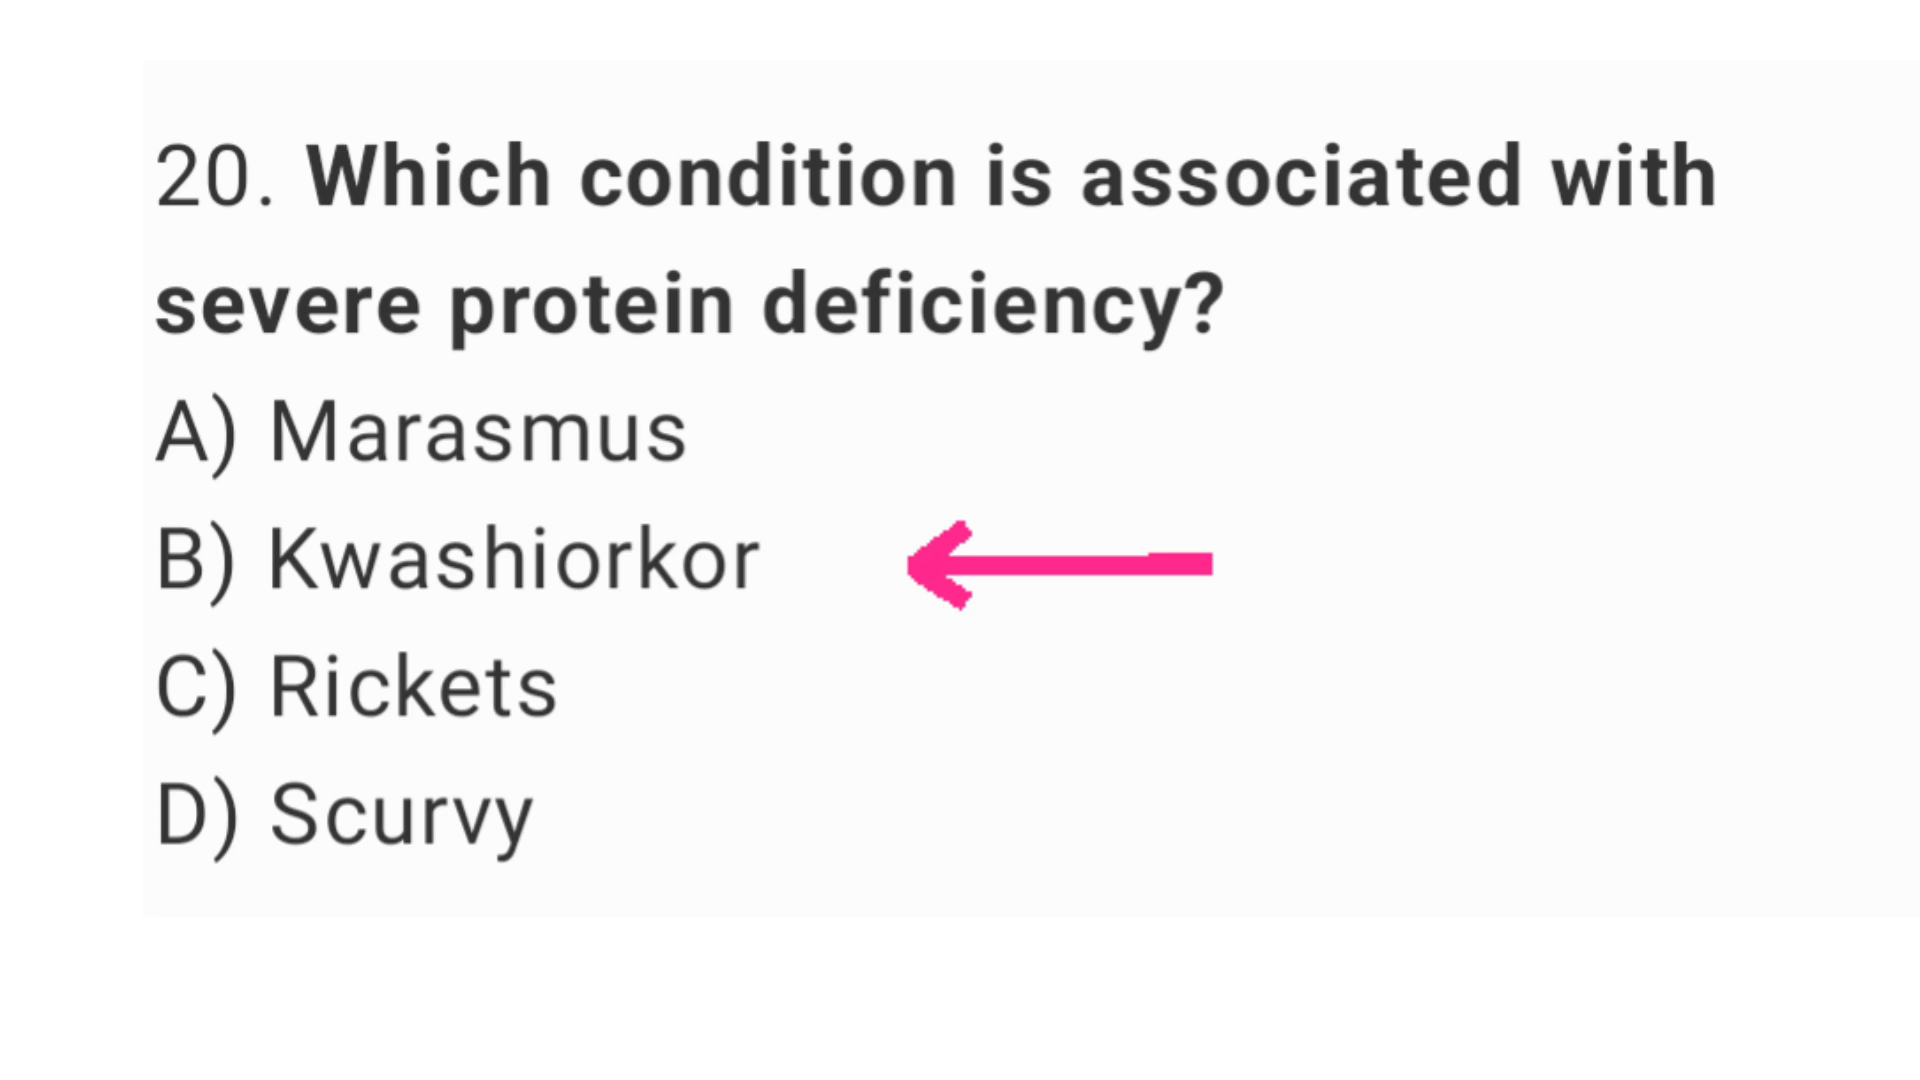 20. Which condition is associated with
severe protein deficiency?
A) Marasmus
B) Kwashiorkor
C) Rickets
D) Scurvy